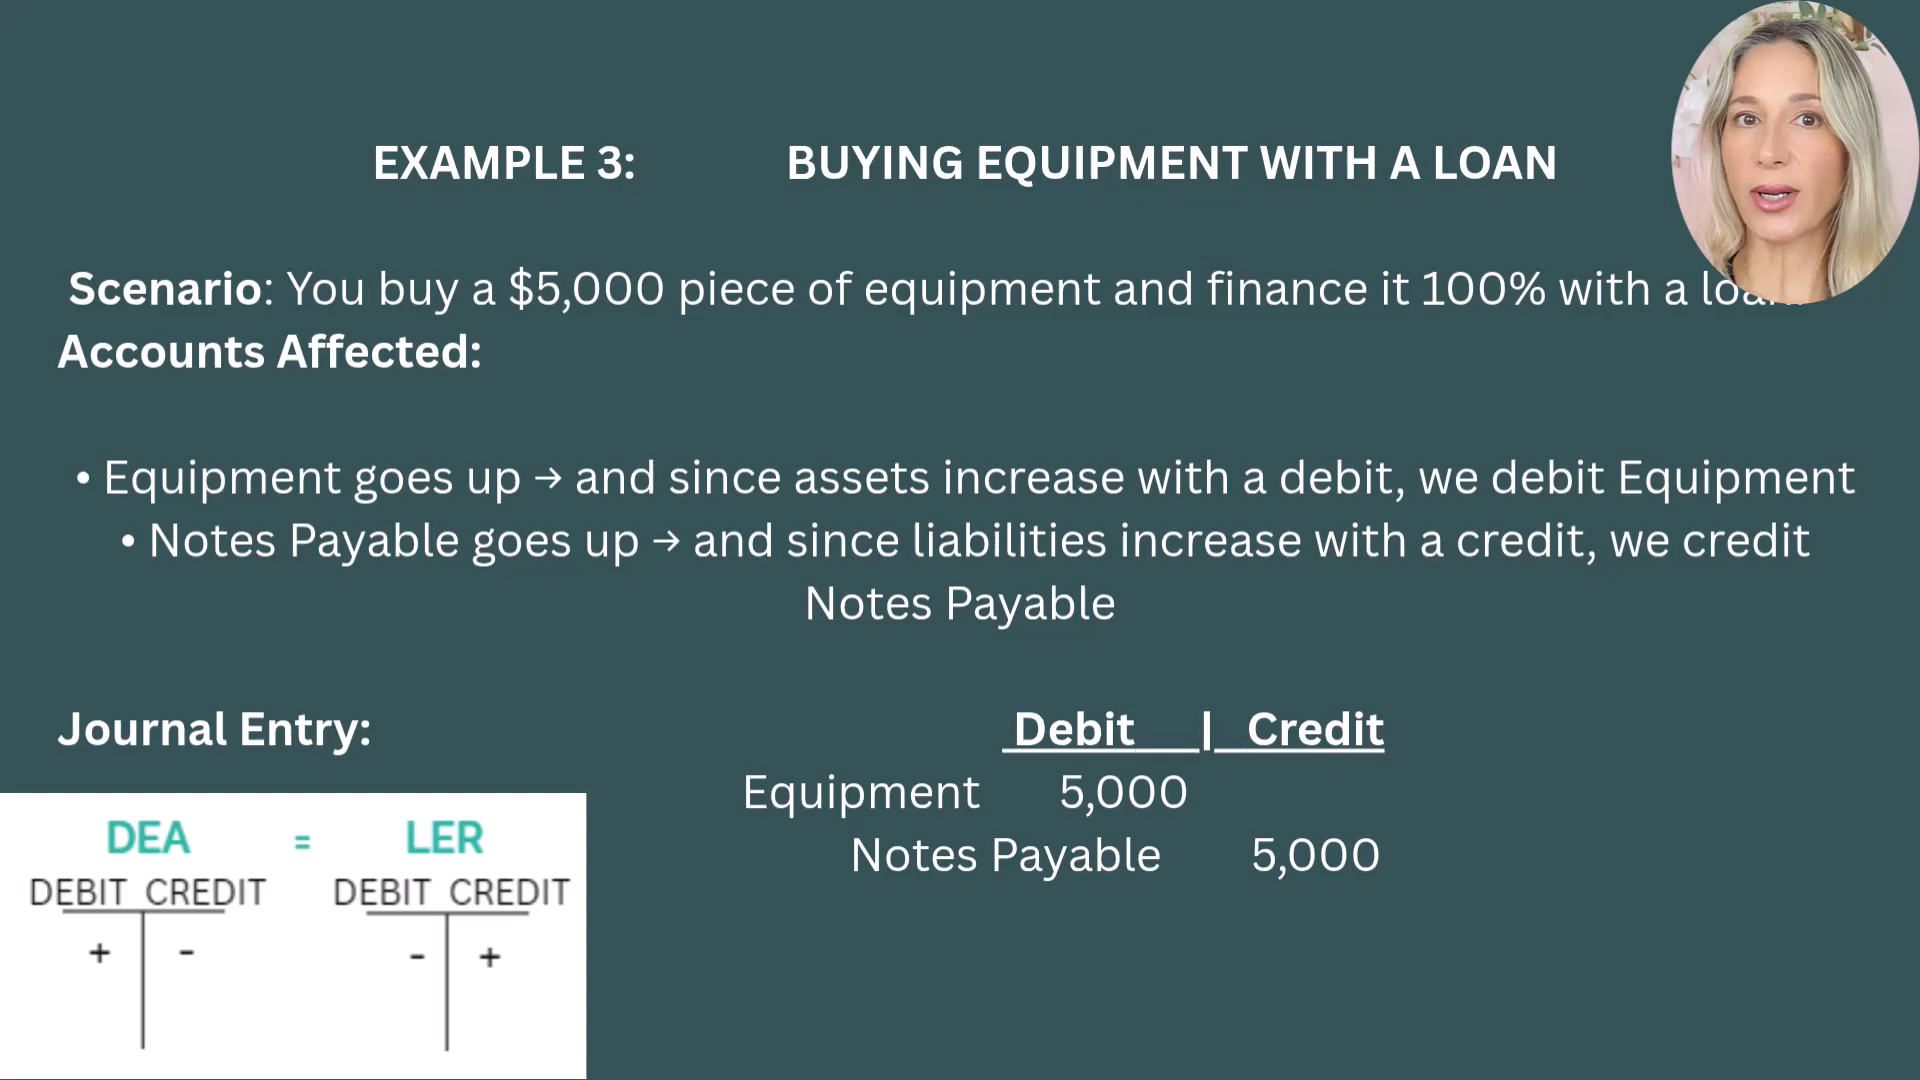 EXAMPLE 3: BUYING EQUIPMENT WITH A LOAN
Scenario: You buy a $5,000 piece of equipment and finance it 100% with a
Accounts Affected:
• Equipment goes up → and since assets increase with a debit, we debit Equipment
• Notes Payable goes up → and since liabilities increase with a credit, we credit
Notes Payable
Journal Entry: Debit | Credit
Equipment 5,000
Notes Payable 5,000
DEA = LER
DEBIT CREDIT DEBIT CREDIT
+ - - +